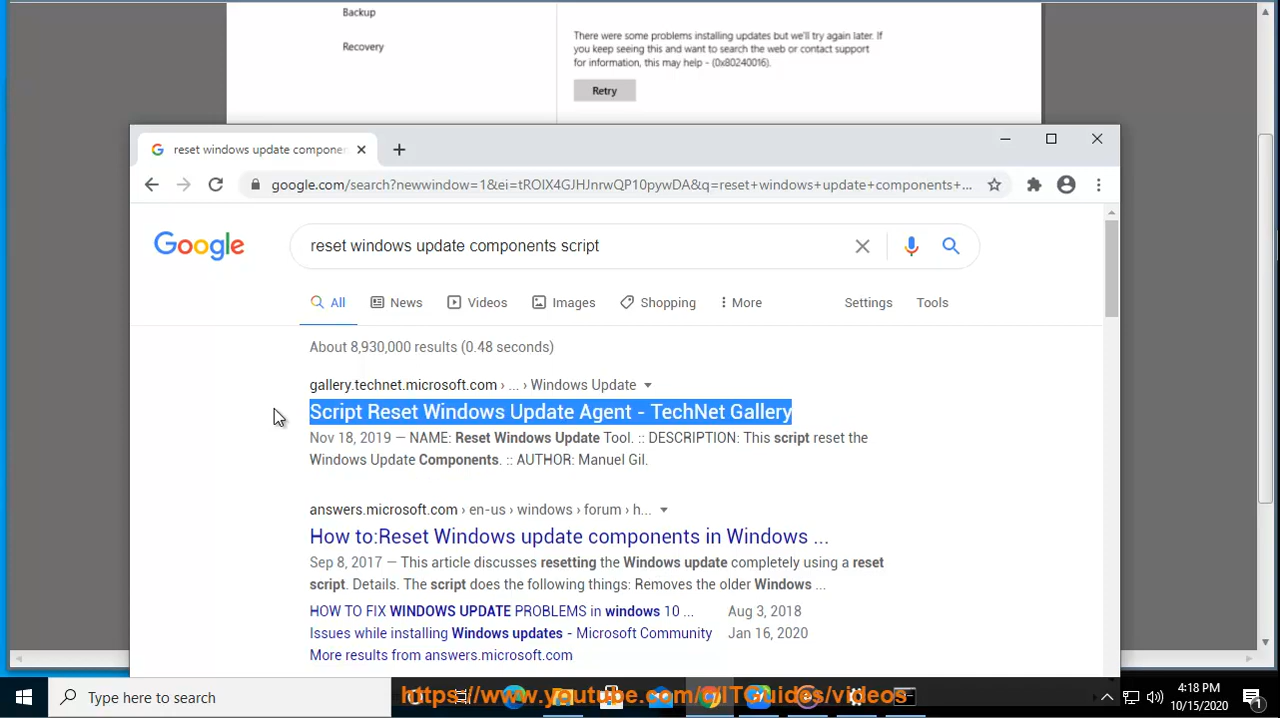 Backup
There were some problems installing updates but we'll try again later. If
Recovery
you keep seeing this and want to search the web or contact support
for information, this may help - (0x80240016).
Retry
reset windows update componen
google.com/search?newwindow=1&ei=tROIX4GJHJnrwQP10pywDA&q=reset+windows+update+components+...
Google
reset windows update components script
All
News
Videos
Images
Shopping
More
Settings
Tools
About 8,930,000 results (0.48 seconds)
gallery.technet.microsoft.com › ... › Windows Update
Script Reset Windows Update Agent - TechNet Gallery
Nov 18, 2019 — NAME: Reset Windows Update Tool. :: DESCRIPTION: This script reset the
Windows Update Components. :: AUTHOR: Manuel Gil.
answers.microsoft.com › en-us › windows › forum › h...
How to:Reset Windows update components in Windows ...
Sep 8, 2017 — This article discusses resetting the Windows update completely using a reset
script. Details. The script does the following things: Removes the older Windows ...
HOW TO FIX WINDOWS UPDATE PROBLEMS in windows 10 ... Aug 3, 2018
Issues while installing Windows updates - Microsoft Community Jan 16, 2020
More results from answers.microsoft.com
Type here to search
https://www.youtube.com/@ITGuides/videos
4:18 PM
10/15/2020
1